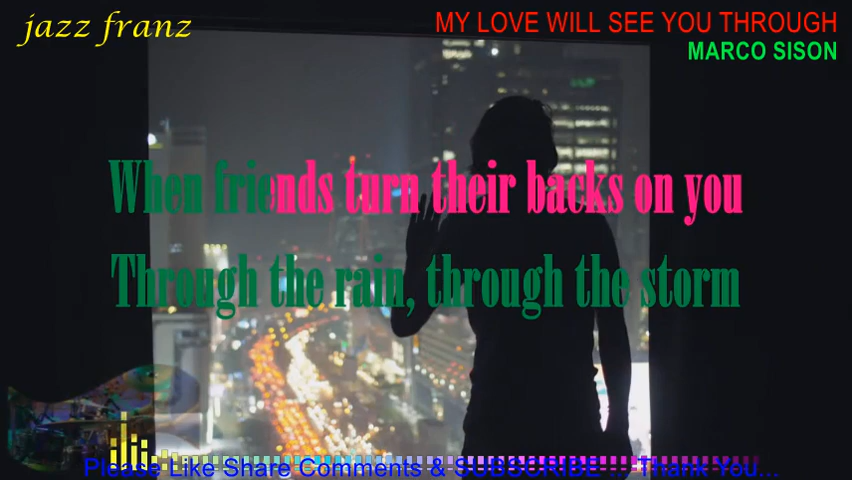 jazz franz
MY LOVE WILL SEE YOU THROUGH
MARCO SISON
When friends turn their backs on you
Through the rain, through the storm
Please Like Share Comments & SUBSCRIBE ... Thank You...